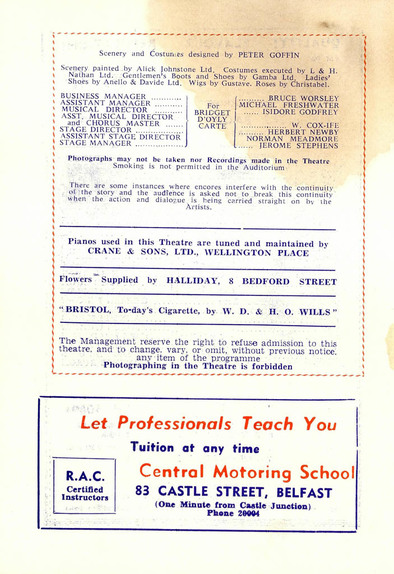 Scenery and Costumes designed by PETER GOFFIN
Scenery painted by Alick Johnstone Ltd. Costumes executed by L & H.
Nathan Ltd. Gentlemen's Boots and Shoes by Gamba Ltd. Ladies'
Shoes by Anello & Davide Ltd. Wigs by Gustave. Roses by Christabel.
BUSINESS MANAGER ........... BRUCE WORSLEY
ASSISTANT MANAGER ........... MICHAEL FRESHWATER
MUSICAL DIRECTOR ........... ISIDORE GODFREY
ASST. MUSICAL DIRECTOR
and CHORUS MASTER ........ W. COX-IFE
For
BRIDGET
D'OYLY
CARTE
STAGE DIRECTOR ........... HERBERT NEWBY
ASSISTANT STAGE DIRECTOR NORMAN MEADMORE
STAGE MANAGER ........... JEROME STEPHENS
Photographs may not be taken nor Recordings made in the Theatre
Smoking is not permitted in the Auditorium
There are some instances where encores interfere with the continuity
of the story and the audience is asked not to break this continuity
when the action and dialogue is being carried straight on by the
Artists.
Pianos used in this Theatre are tuned and maintained by
CRANE & SONS, LTD., WELLINGTON PLACE
Flowers Supplied by HALLIDAY, 8 BEDFORD STREET
"BRISTOL, To-day's Cigarette, by W. D. & H. O. WILLS"
The Management reserve the right to refuse admission to this
theatre, and to change, vary, or omit, without previous notice,
any item of the programme
Photographing in the Theatre is forbidden
Let Professionals Teach You
Tuition at any time
R.A.C.
Certified
Instructors
Central Motoring School
83 CASTLE STREET, BELFAST
(One Minute from Castle Junction)
Phone 20004